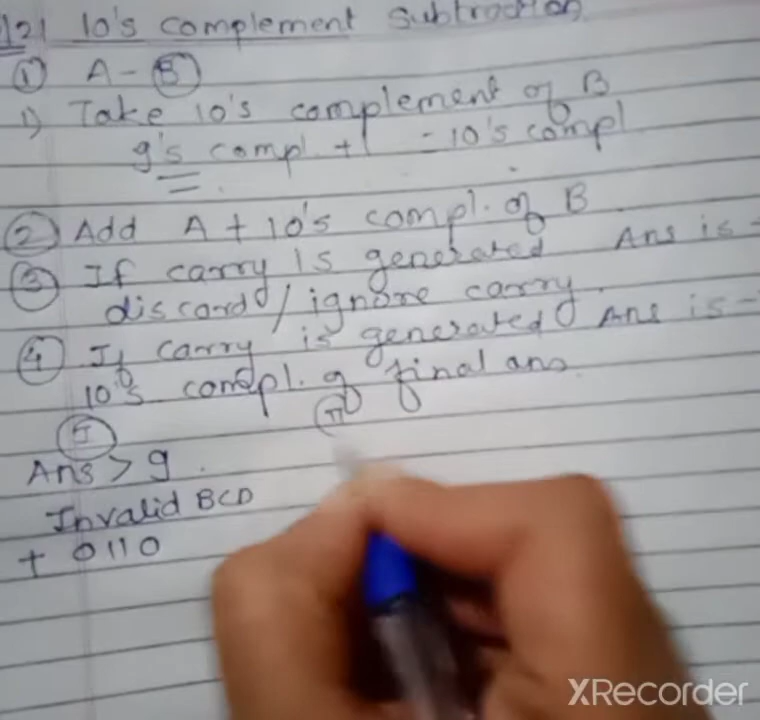 12) 10's complement subtraction
① A - Ⓑ
1) Take 10's complement of B
9's compl + 1 = 10's compl
② Add A + 10's compl. of B
③ If carry is generated Ans is -
discard / ignore carry.
④ If carry is generated Ans is -
10's compl. of final ans.
Ans > 9.
Invalid BCD
+ 0110
XRecorder